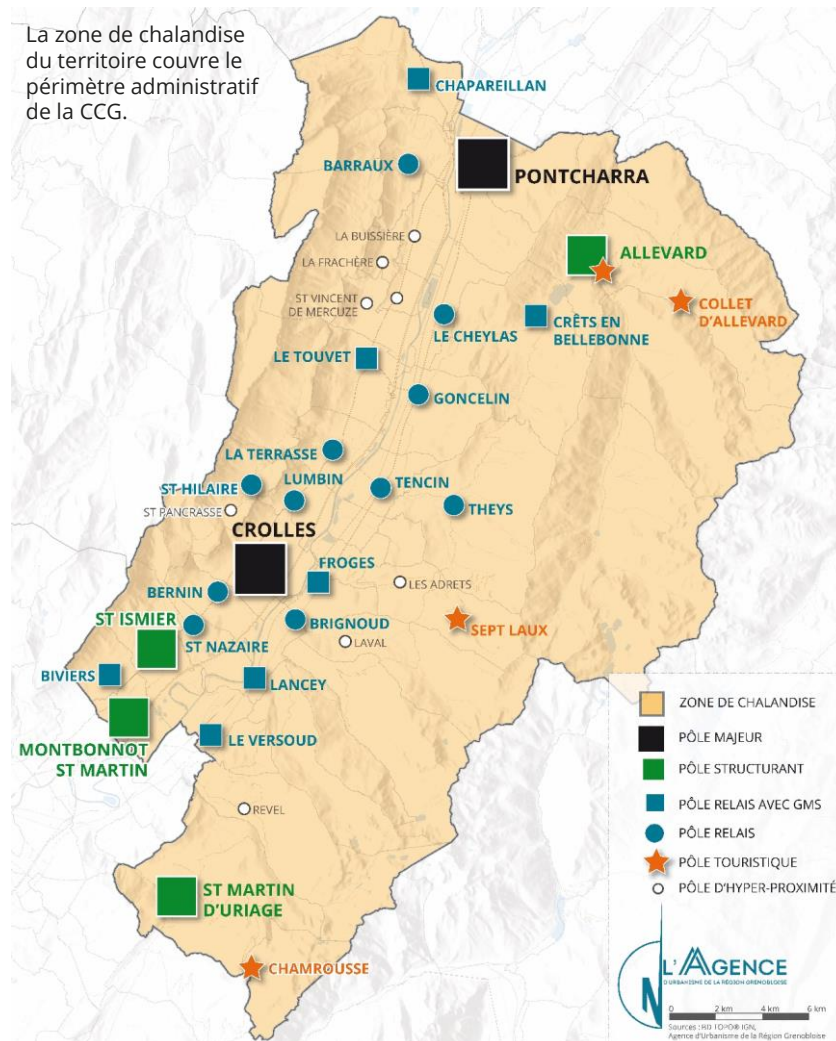 La zone de chalandise
du territoire couvre le
périmètre administratif
de la CCG.
CHAPAREILLAN
BARRAUX
PONTCHARRA
LA BUISSIÈRE
ALLEVARD
LA FRACHÈRE
ST VINCENT
DE MERCUZE
COLLET
D'ALLEVARD
LE CHEYLAS
CRÊTS EN
BELLEBONNE
LE TOUVET
GONCELIN
LA TERRASSE
ST HILAIRE
LUMBIN
TENCIN
ST PANCRASSE
THEYS
CROLLES
FROGES
LES ADRETS
BERNIN
ST ISMIER
BRIGNOUD
SEPT LAUX
ST NAZAIRE
LAVAL
BIVIERS
LANCEY
MONTBONNOT
ST MARTIN
LE VERSOUD
REVEL
ST MARTIN
D'URIAGE
CHAMROUSSE
ZONE DE CHALANDISE
PÔLE MAJEUR
PÔLE STRUCTURANT
PÔLE RELAIS AVEC GMS
PÔLE RELAIS
PÔLE TOURISTIQUE
PÔLE D'HYPER-PROXIMITÉ
N
L'AGENCE
D'URBANISME DE LA RÉGION GRENOBLOISE
0 2 km 4 km 6 km
Sources : BD TOPO® IGN,
Agence d'Urbanisme de la Région Grenobloise